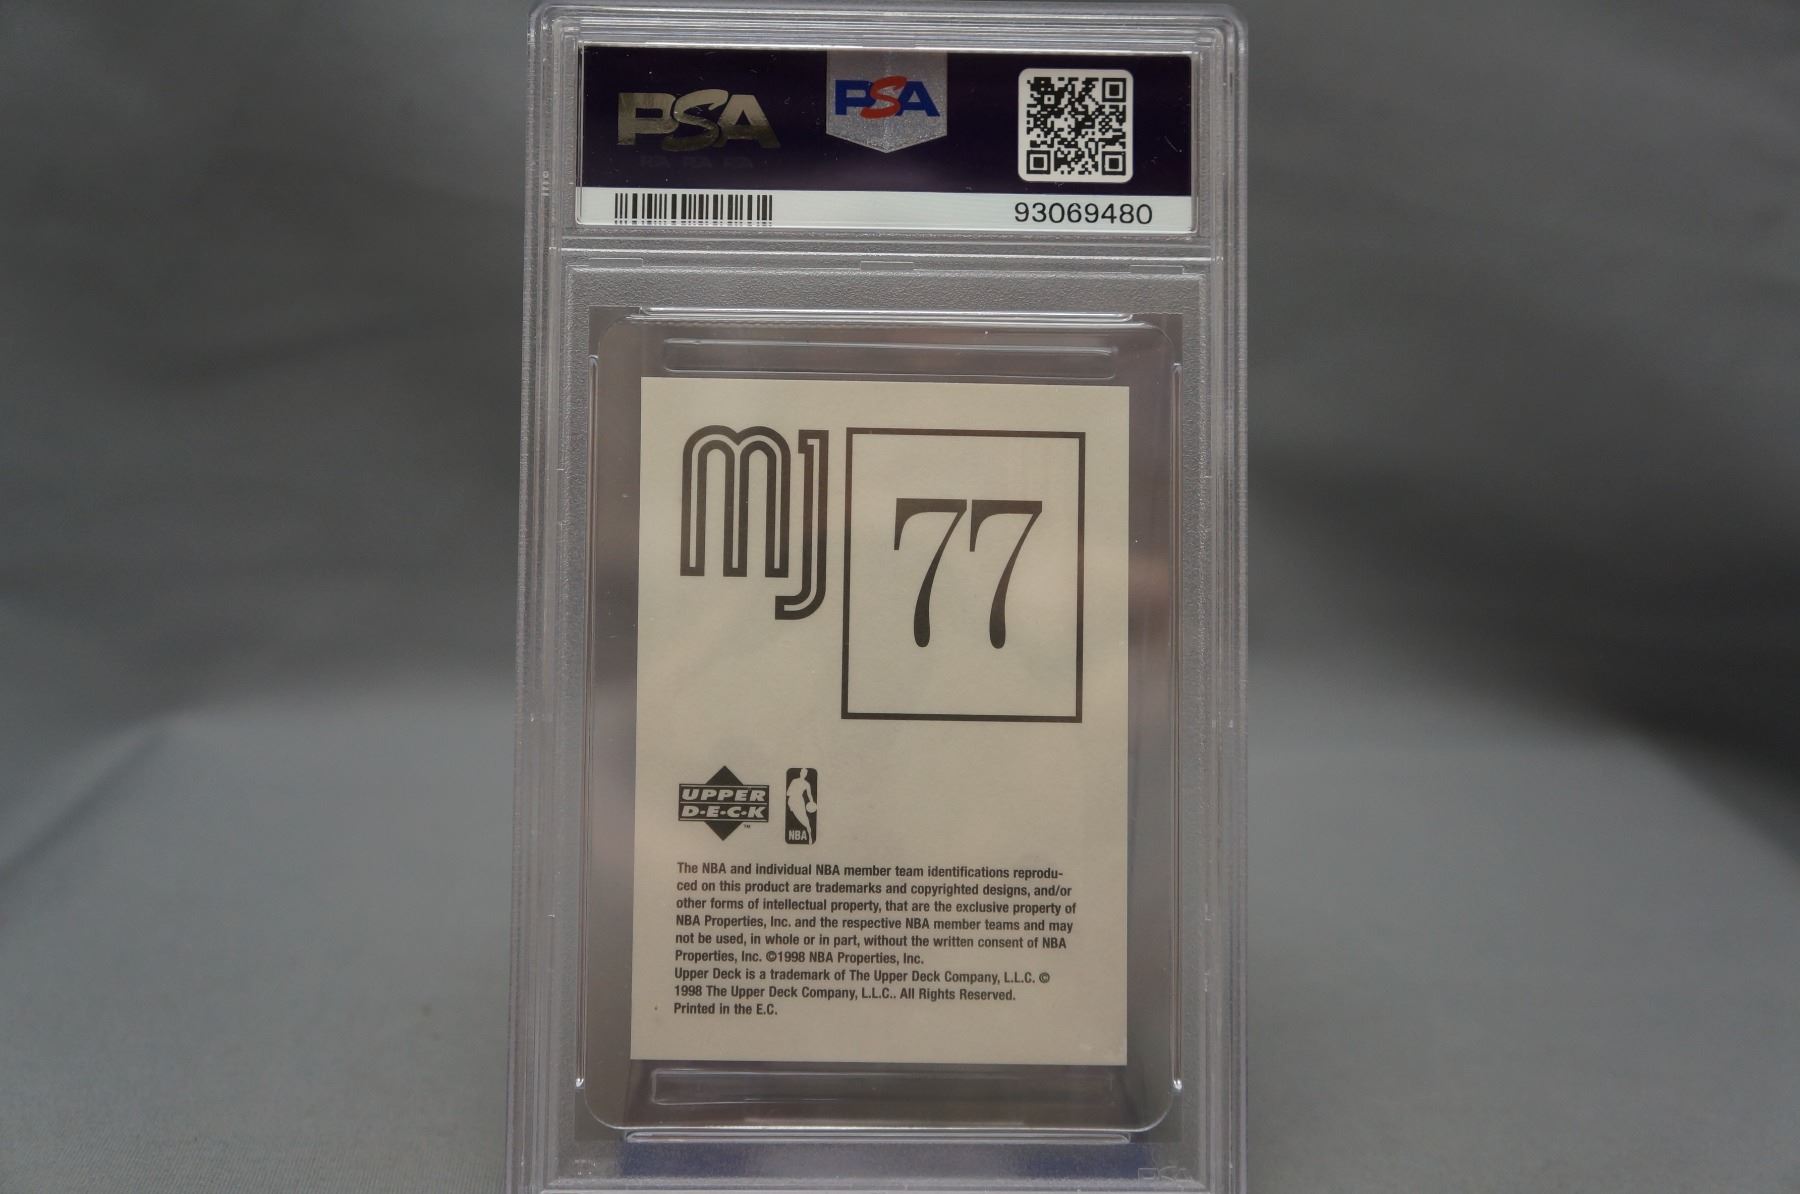 PSA
PSA
93069480
MJ
77
UPPER
D·E·C·K
™
NBA
The NBA and individual NBA member team identifications reprodu-
ced on this product are trademarks and copyrighted designs, and/or
other forms of intellectual property, that are the exclusive property of
NBA Properties, Inc. and the respective NBA member teams and may
not be used, in whole or in part, without the written consent of NBA
Properties, Inc. ©1998 NBA Properties, Inc.
Upper Deck is a trademark of The Upper Deck Company, L.L.C. ©
1998 The Upper Deck Company, L.L.C.. All Rights Reserved.
Printed in the E.C.
PSA